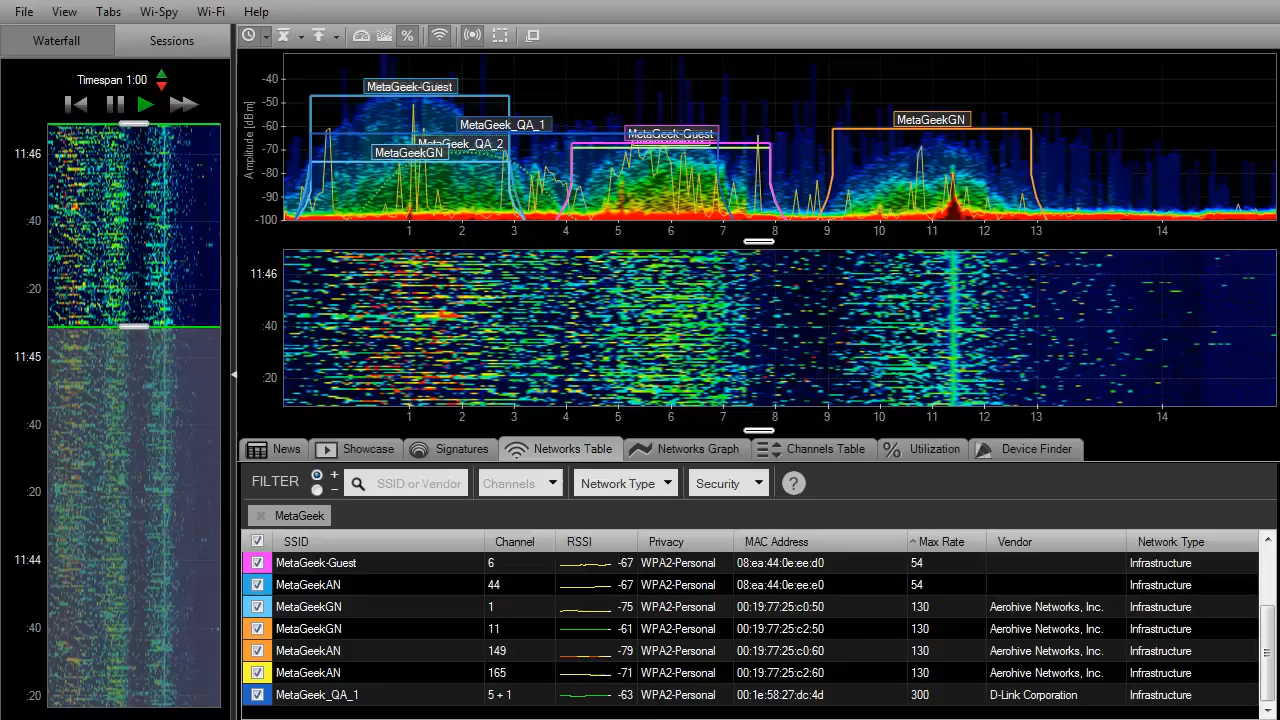 File View Tabs Wi-Spy Wi-Fi Help
Waterfall Sessions
Timespan 1:00
11:46
:40
:20
11:45
:40
:20
11:44
:40
:20
Amplitude [dBm]
-40
-50
-60
-70
-80
-90
-100
MetaGeek-Guest
MetaGeek_QA_1
MetaGeek_QA_2
MetaGeekGN
MetaGeek-Guest
MetaGeekGN
1 2 3 4 5 6 7 8 9 10 11 12 13 14
11:46
:40
:20
1 2 3 4 5 6 7 8 9 10 11 12 13 14
News Showcase Signatures Networks Table Networks Graph Channels Table Utilization Device Finder
FILTER + - SSID or Vendor Channels Network Type Security ?
MetaGeek
SSID Channel RSSI Privacy MAC Address Max Rate Vendor Network Type
MetaGeek-Guest 6 -67 WPA2-Personal 08:ea:44:0e:ee:d0 54 Infrastructure
MetaGeekAN 44 -67 WPA2-Personal 08:ea:44:0e:ee:e0 54 Infrastructure
MetaGeekGN 1 -75 WPA2-Personal 00:19:77:25:c0:50 130 Aerohive Networks, Inc. Infrastructure
MetaGeekGN 11 -61 WPA2-Personal 00:19:77:25:c2:50 130 Aerohive Networks, Inc. Infrastructure
MetaGeekAN 149 -79 WPA2-Personal 00:19:77:25:c0:60 130 Aerohive Networks, Inc. Infrastructure
MetaGeekAN 165 -71 WPA2-Personal 00:19:77:25:c2:60 130 Aerohive Networks, Inc. Infrastructure
MetaGeek_QA_1 5 + 1 -63 WPA2-Personal 00:1e:58:27:dc:4d 300 D-Link Corporation Infrastructure